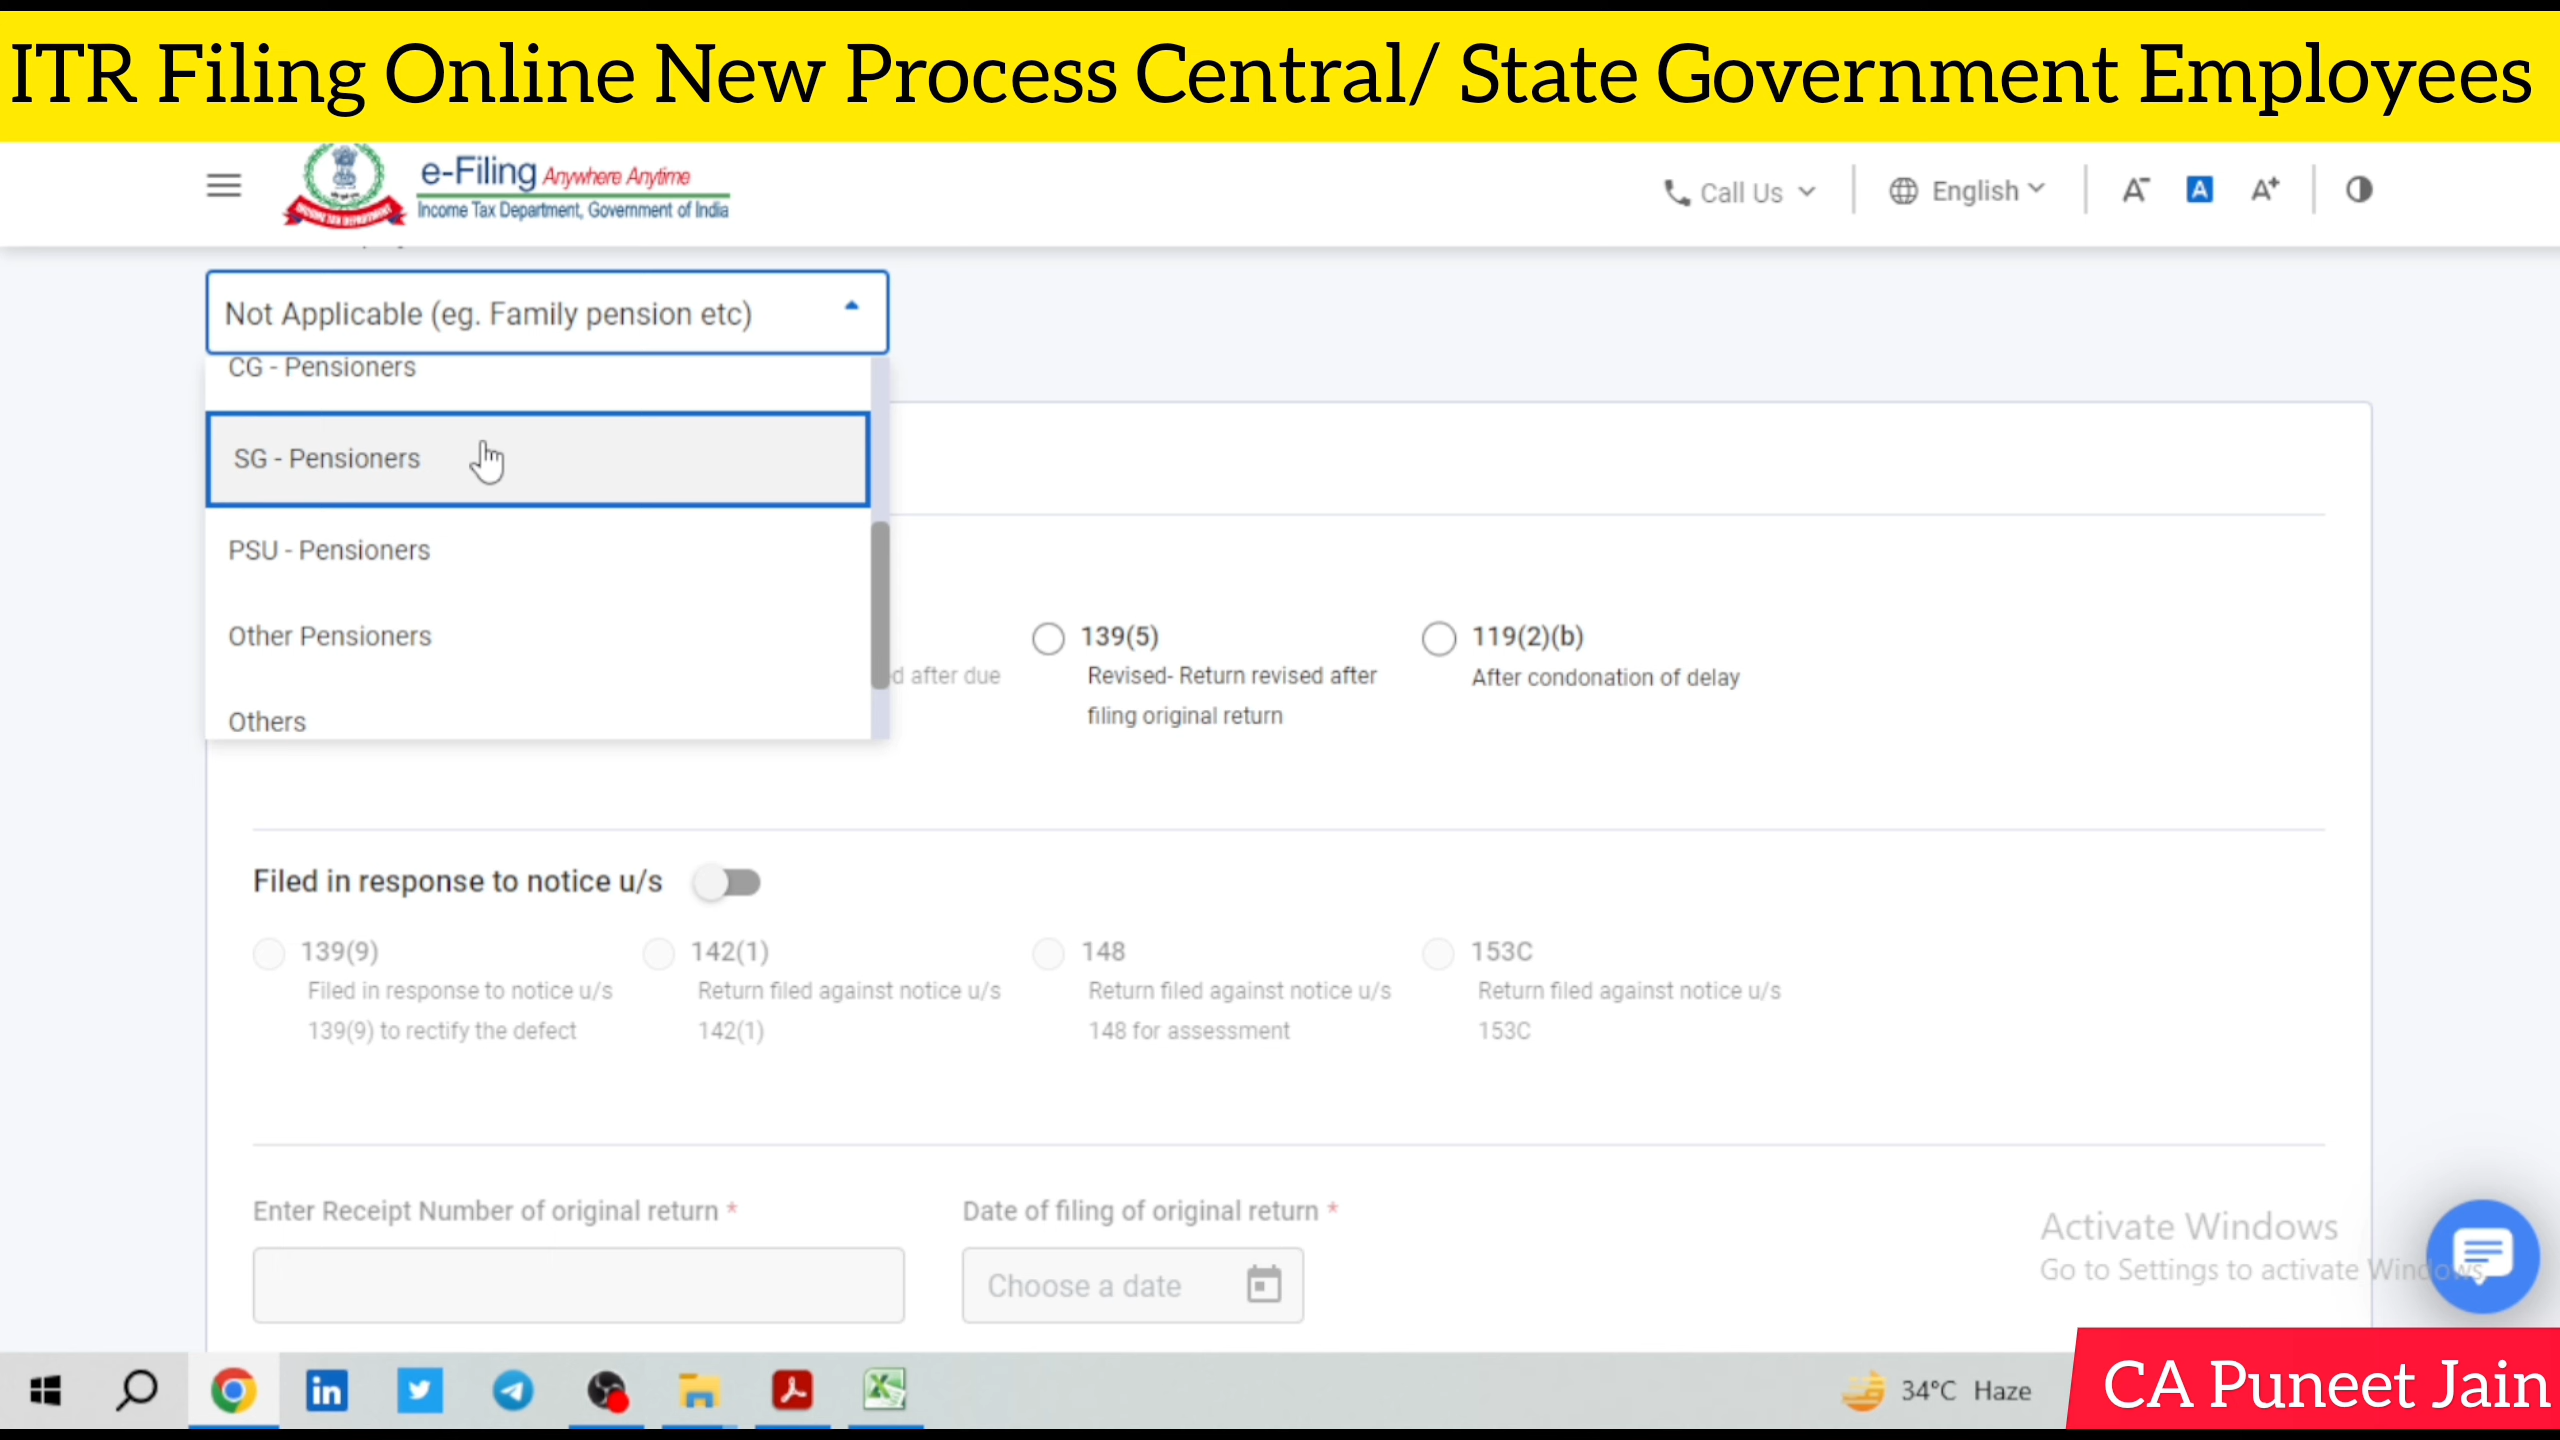 ITR Filing Online New Process Central/ State Government Employees
e-Filing Anywhere Anytime
Income Tax Department, Government of India
Call Us
English
A-
A
A+
Not Applicable (eg. Family pension etc)
CG - Pensioners
SG - Pensioners
PSU - Pensioners
Other Pensioners
Others
d after due
139(5)
Revised- Return revised after
filing original return
119(2)(b)
After condonation of delay
Filed in response to notice u/s
139(9)
Filed in response to notice u/s
139(9) to rectify the defect
142(1)
Return filed against notice u/s
142(1)
148
Return filed against notice u/s
148 for assessment
153C
Return filed against notice u/s
153C
Enter Receipt Number of original return *
Date of filing of original return *
Choose a date
Activate Windows
Go to Settings to activate Windows.
in
34°C Haze
CA Puneet Jain